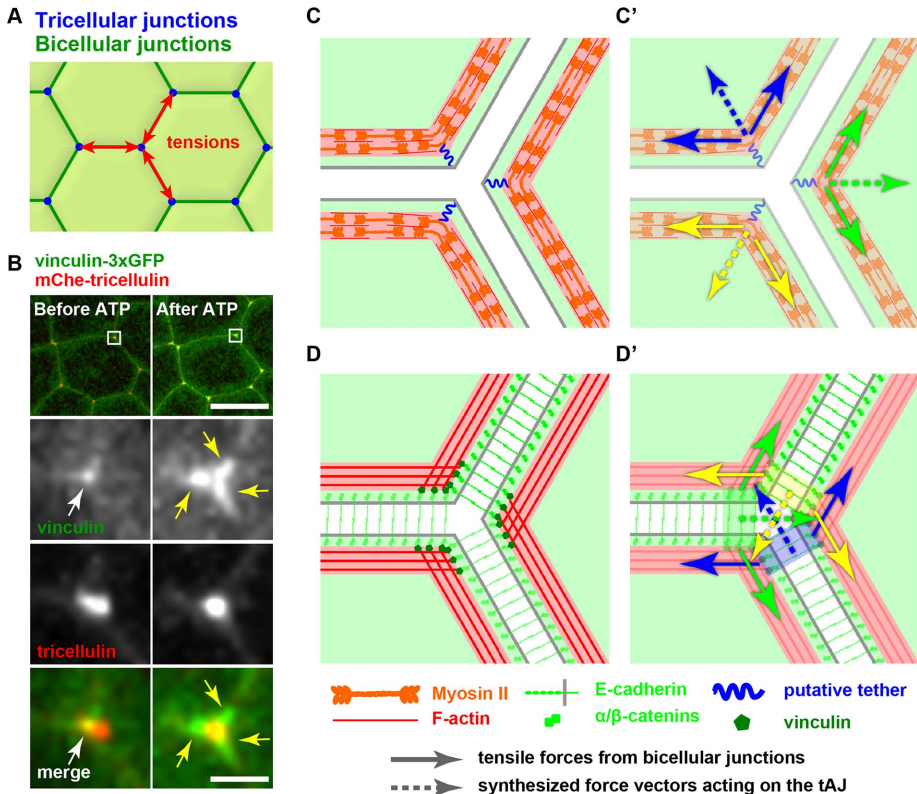 A
Tricellular junctions
Bicellular junctions
tensions
B
vinculin-3xGFP
mChe-tricellulin
Before ATP
After ATP
vinculin
tricellulin
merge
C
C’
D
D’
Myosin II
F-actin
E-cadherin
α/β-catenins
putative tether
vinculin
tensile forces from bicellular junctions
synthesized force vectors acting on the tAJ